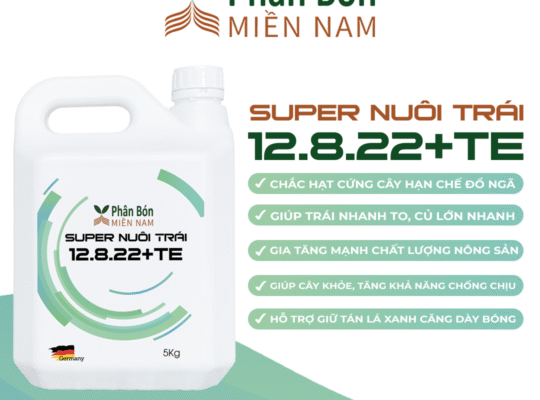 Phân Bón
MIỀN NAM
SUPER NUÔI TRÁI
12.8.22+TE
CHẮC HẠT CỨNG CÂY HẠN CHẾ ĐỔ NGÃ
GIÚP TRÁI NHANH TO, CỦ LỚN NHANH
GIA TĂNG MẠNH CHẤT LƯỢNG NÔNG SẢN
GIÚP CÂY KHỎE, TĂNG KHẢ NĂNG CHỐNG CHỊU
HỖ TRỢ GIỮ TÁN LÁ XANH CĂNG DÀY BÓNG
Phân Bón
MIỀN NAM
SUPER NUÔI TRÁI
12.8.22+TE
Germany
5Kg